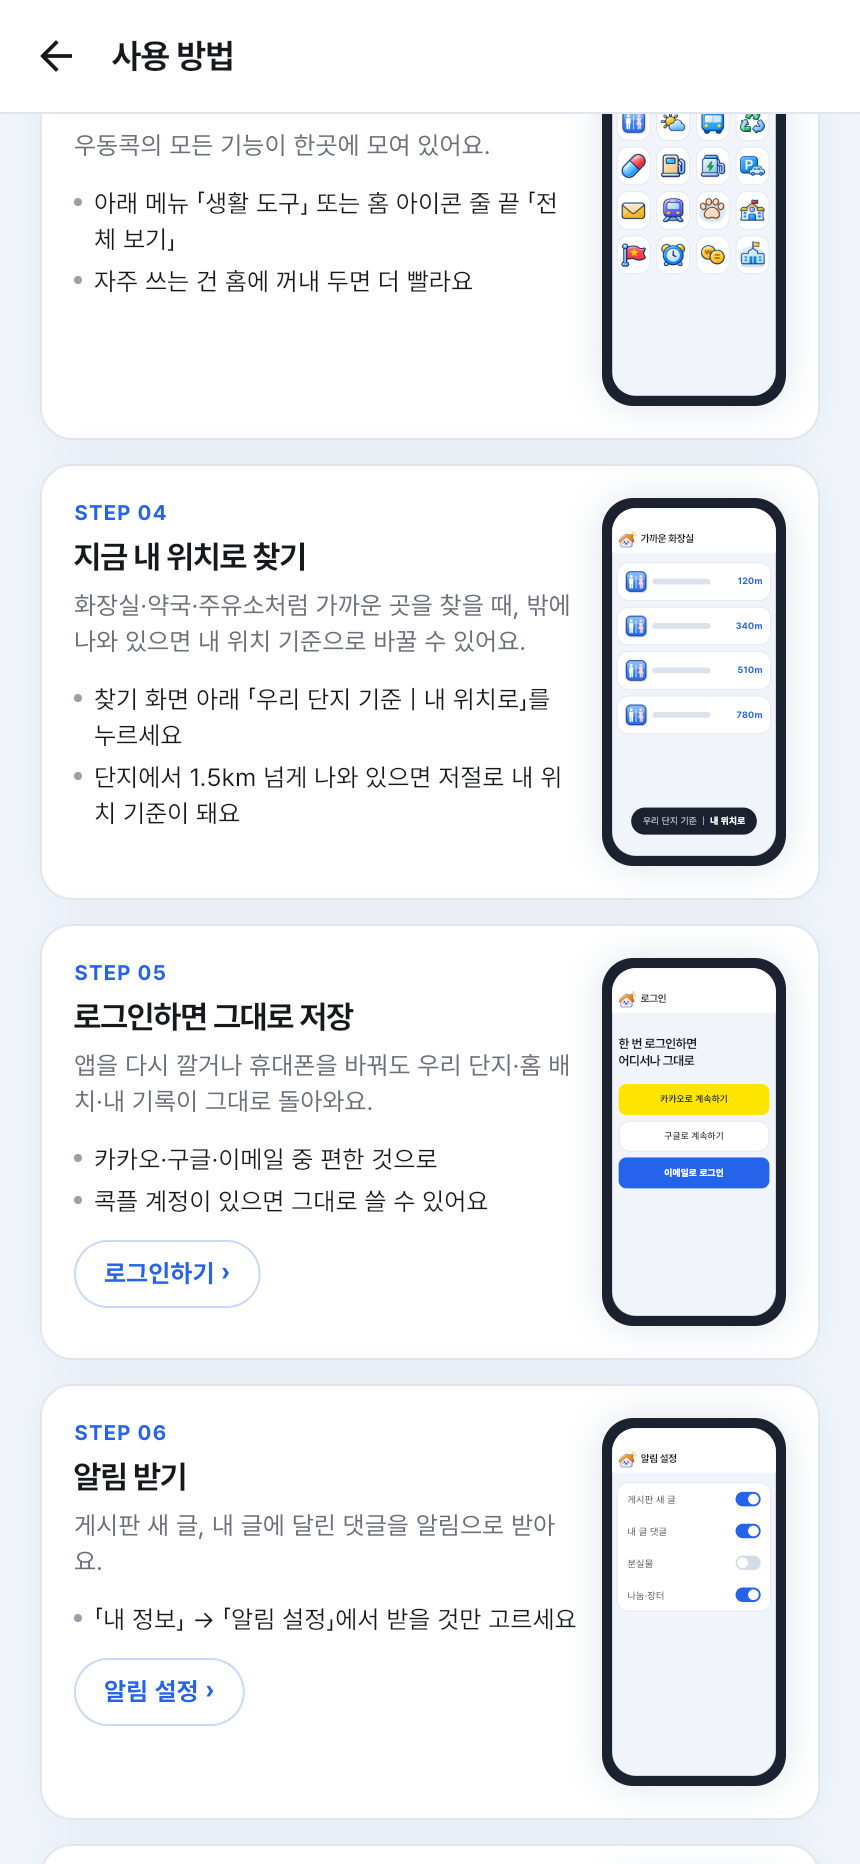 사용 방법
우동콕의 모든 기능이 한곳에 모여 있어요.
• 아래 메뉴 「생활 도구」 또는 홈 아이콘 줄 끝 「전
체 보기」
• 자주 쓰는 건 홈에 꺼내 두면 더 빨라요
P
STEP 04
지금 내 위치로 찾기
화장실·약국·주유소처럼 가까운 곳을 찾을 때, 밖에
나와 있으면 내 위치 기준으로 바꿀 수 있어요.
• 찾기 화면 아래 「우리 단지 기준 | 내 위치로」를
누르세요
• 단지에서 1.5km 넘게 나와 있으면 저절로 내 위
치 기준이 돼요
가까운 화장실
120m
340m
510m
780m
우리 단지 기준 | 내 위치로
STEP 05
로그인하면 그대로 저장
앱을 다시 깔거나 휴대폰을 바꿔도 우리 단지·홈 배
치·내 기록이 그대로 돌아와요.
• 카카오·구글·이메일 중 편한 것으로
• 콕플 계정이 있으면 그대로 쓸 수 있어요
로그인하기 ›
로그인
한 번 로그인하면
어디서나 그대로
카카오로 계속하기
구글로 계속하기
이메일로 로그인
STEP 06
알림 받기
게시판 새 글, 내 글에 달린 댓글을 알림으로 받아
요.
• 「내 정보」 → 「알림 설정」에서 받을 것만 고르세요
알림 설정 ›
알림 설정
게시판 새 글
내 글 댓글
분실물
나눔·장터